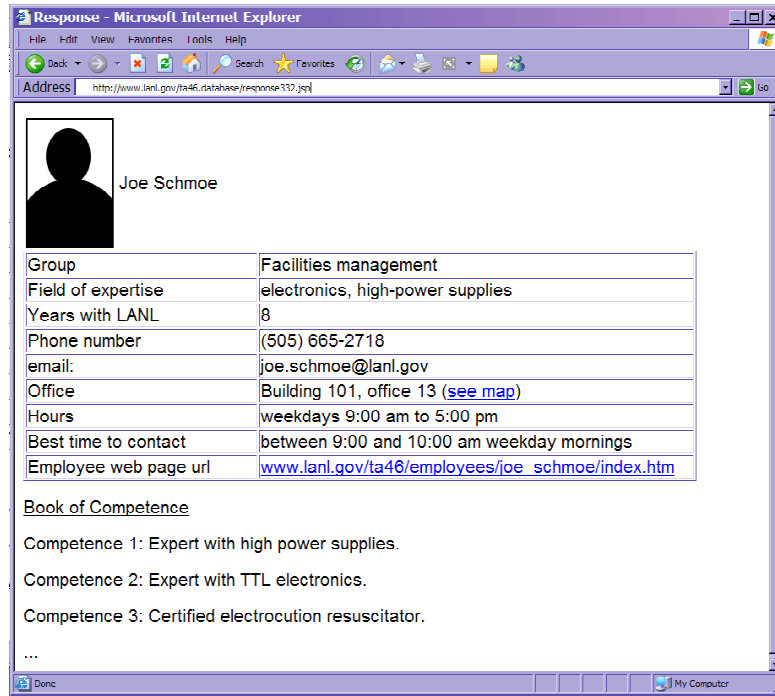 Response - Microsoft Internet Explorer
File Edit View Favorites Tools Help
Back Search Favorites
Address http://www.lanl.gov/ta46.database/response332.jsp Go
Joe Schmoe
Group Facilities management
Field of expertise electronics, high-power supplies
Years with LANL 8
Phone number (505) 665-2718
email: joe.schmoe@lanl.gov
Office Building 101, office 13 (see map)
Hours weekdays 9:00 am to 5:00 pm
Best time to contact between 9:00 and 10:00 am weekday mornings
Employee web page url www.lanl.gov/ta46/employees/joe_schmoe/index.htm
Book of Competence
Competence 1: Expert with high power supplies.
Competence 2: Expert with TTL electronics.
Competence 3: Certified electrocution resuscitator.
...
Done My Computer